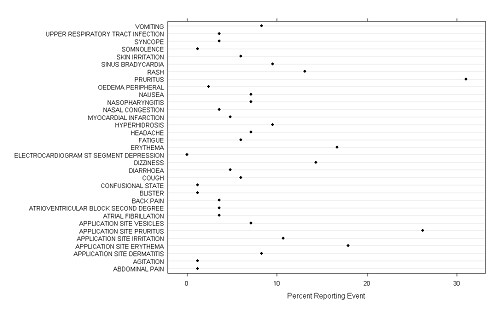 VOMITING
UPPER RESPIRATORY TRACT INFECTION
SYNCOPE
SOMNOLENCE
SKIN IRRITATION
SINUS BRADYCARDIA
RASH
PRURITUS
OEDEMA PERIPHERAL
NAUSEA
NASOPHARYNGITIS
NASAL CONGESTION
MYOCARDIAL INFARCTION
HYPERHIDROSIS
HEADACHE
FATIGUE
ERYTHEMA
ELECTROCARDIOGRAM ST SEGMENT DEPRESSION
DIZZINESS
DIARRHOEA
COUGH
CONFUSIONAL STATE
BLISTER
BACK PAIN
ATRIOVENTRICULAR BLOCK SECOND DEGREE
ATRIAL FIBRILLATION
APPLICATION SITE VESICLES
APPLICATION SITE PRURITUS
APPLICATION SITE IRRITATION
APPLICATION SITE ERYTHEMA
APPLICATION SITE DERMATITIS
AGITATION
ABDOMINAL PAIN
0 10 20 30
Percent Reporting Event